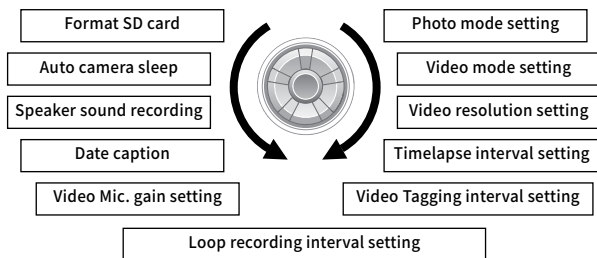 Format SD card
Photo mode setting
Auto camera sleep
Video mode setting
Speaker sound recording
Video resolution setting
Date caption
Timelapse interval setting
Video Mic. gain setting
Video Tagging interval setting
Loop recording interval setting